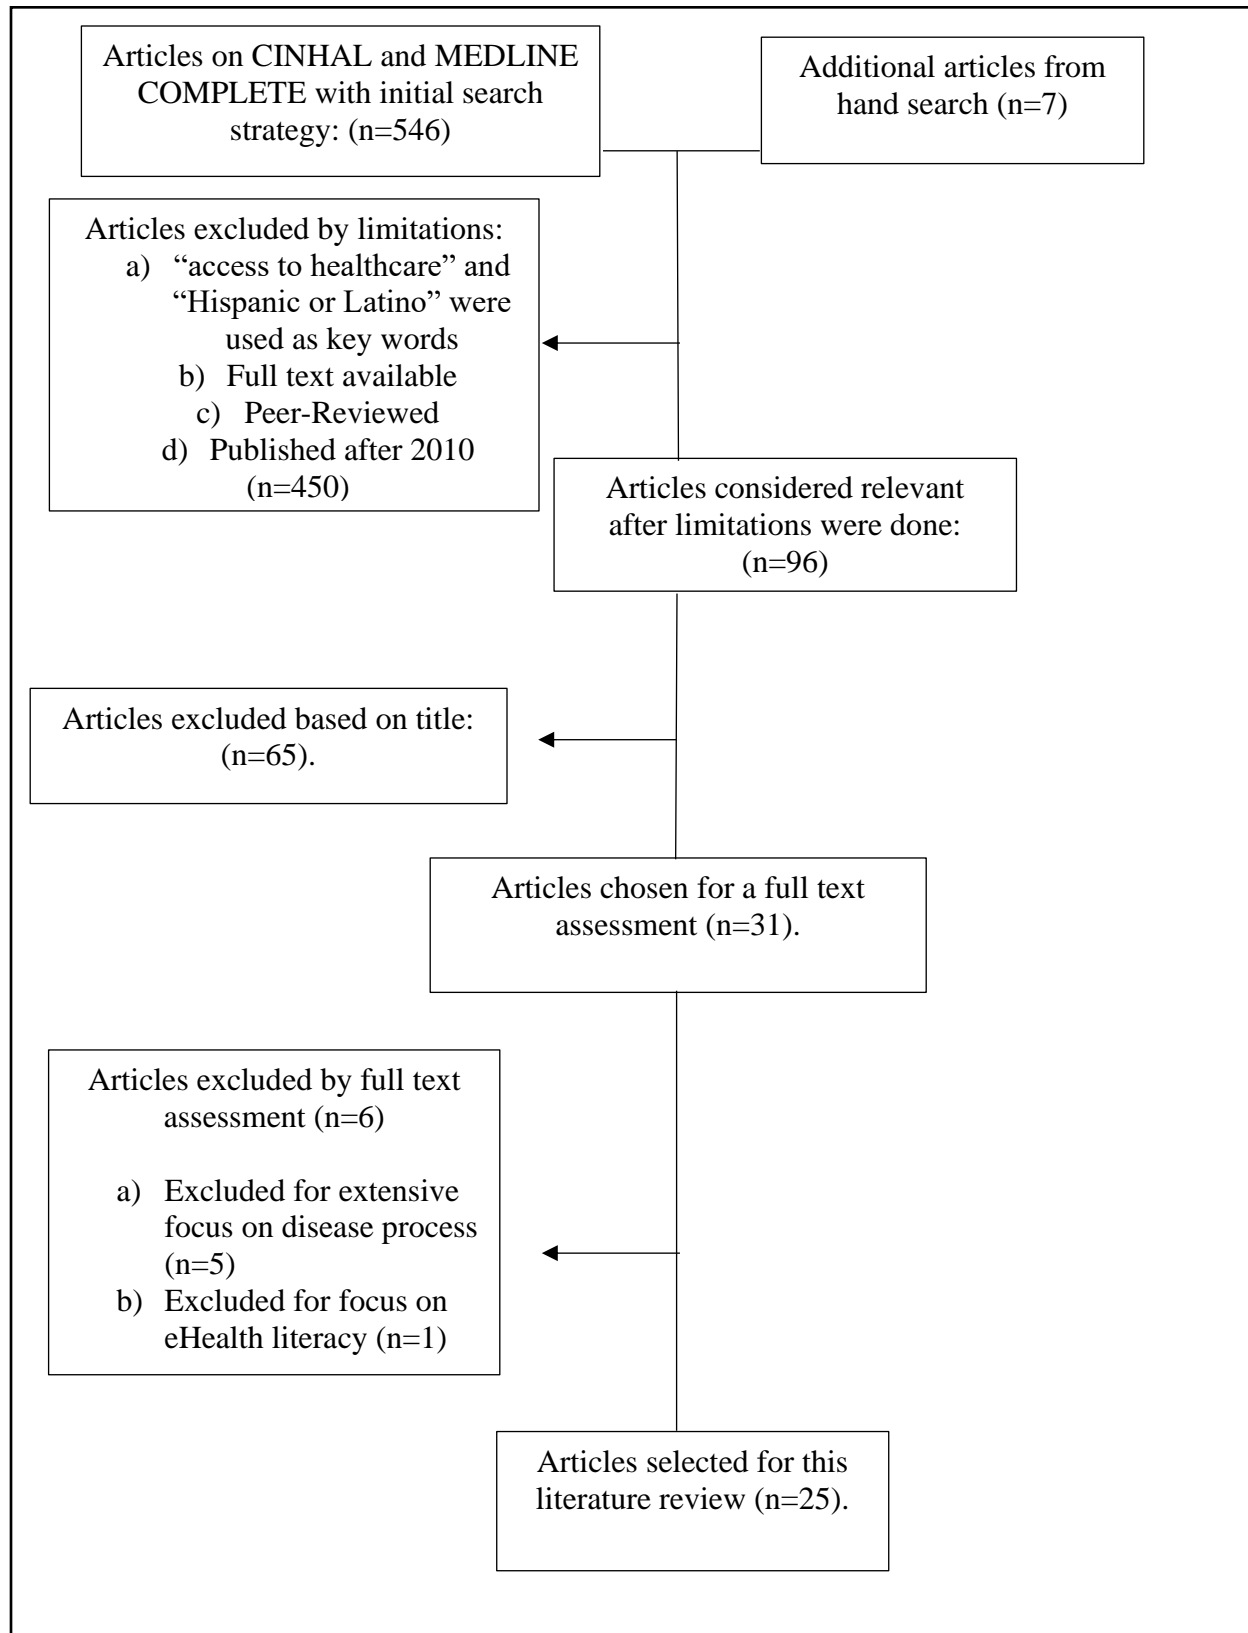 Articles on CINHAL and MEDLINE
COMPLETE with initial search
strategy: (n=546)
Additional articles from
hand search (n=7)
Articles excluded by limitations:
a) “access to healthcare” and
“Hispanic or Latino” were
used as key words
b) Full text available
c) Peer-Reviewed
d) Published after 2010
(n=450)
Articles considered relevant
after limitations were done:
(n=96)
Articles excluded based on title:
(n=65).
Articles chosen for a full text
assessment (n=31).
Articles excluded by full text
assessment (n=6)
a) Excluded for extensive
focus on disease process
(n=5)
b) Excluded for focus on
eHealth literacy (n=1)
Articles selected for this
literature review (n=25).